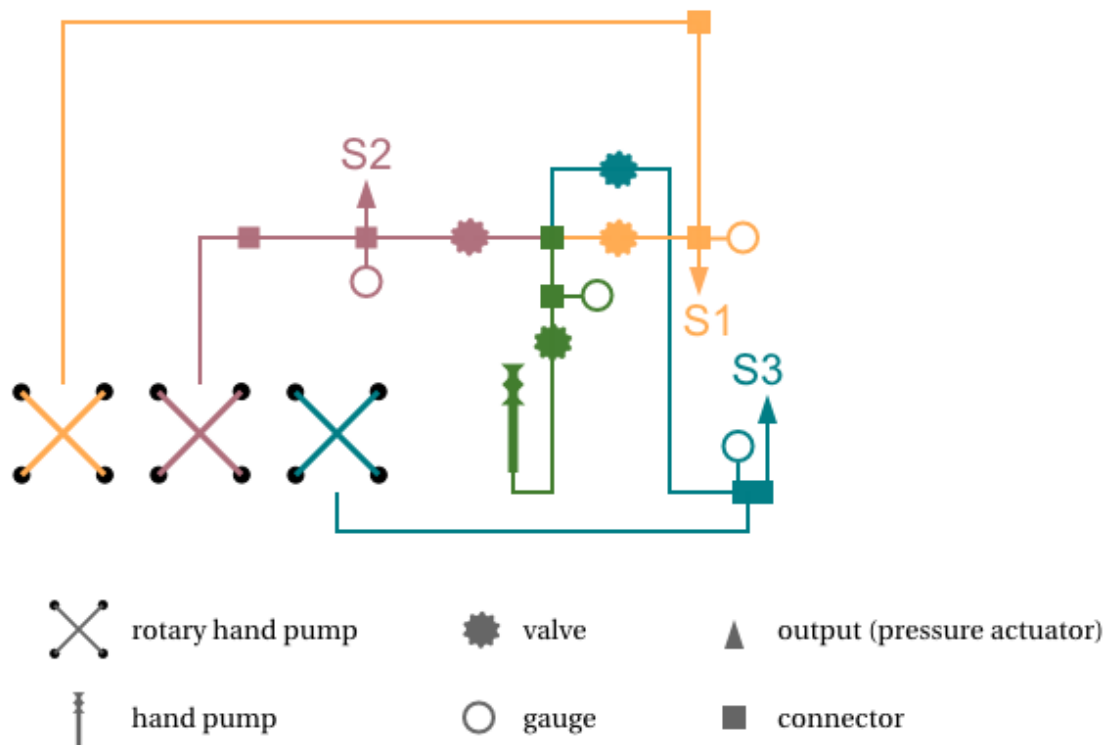 S2
S1
S3
rotary hand pump
valve
output (pressure actuator)
hand pump
gauge
connector